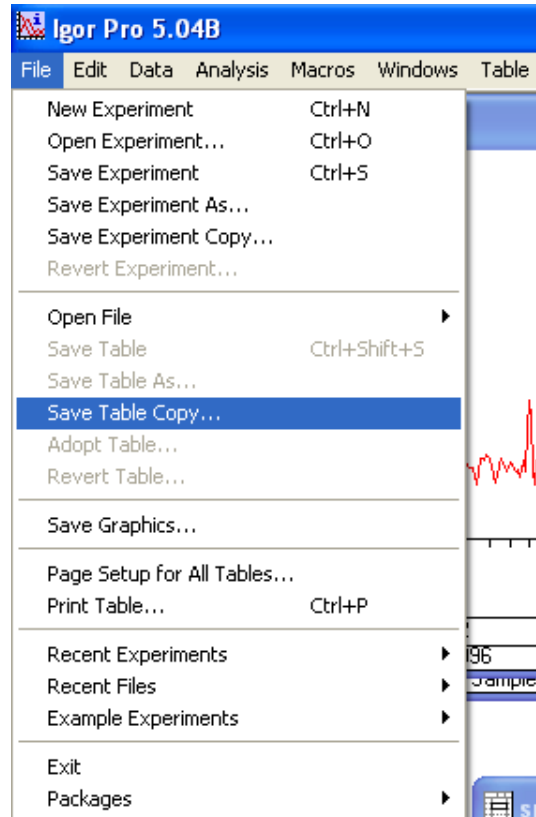 Igor Pro 5.04B
File Edit Data Analysis Macros Windows Table
New Experiment Ctrl+N
Open Experiment... Ctrl+O
Save Experiment Ctrl+S
Save Experiment As...
Save Experiment Copy...
Revert Experiment...
Open File
Save Table Ctrl+Shift+S
Save Table As...
Save Table Copy...
Adopt Table...
Revert Table...
Save Graphics...
Page Setup for All Tables...
Print Table... Ctrl+P
Recent Experiments
96
Recent Files
Sample
Example Experiments
Exit
Packages